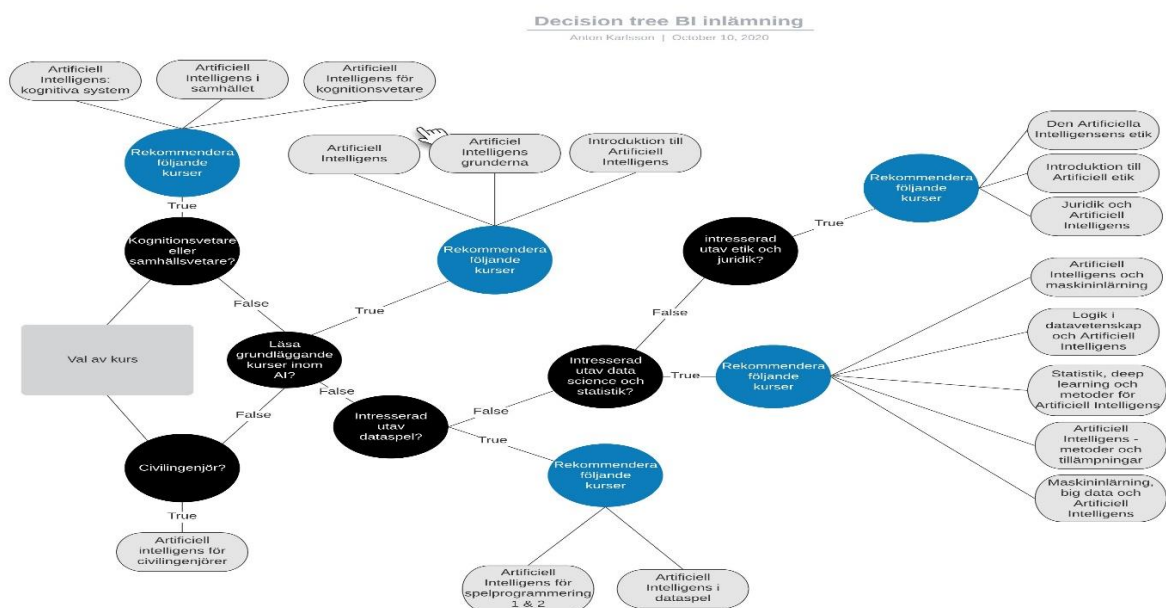 Decision tree BI inlämning
Anton Karlsson | October 10, 2020
Artificiell
Intelligens:
kognitiva system
Artificiell
Intelligens i
samhället
Artificiell
Intelligens för
kognitionsvetare
Rekommendera
följande
kurser
True
Kognitionsvetare
eller
samhällsvetare?
False
Val av kurs
Civilingenjör?
False
True
Artificiell
intelligens för
civilingenjörer
Läsa
grundläggande
kurser inom
AI?
True
Rekommendera
följande
kurser
Artificiell
Intelligens
Artificiel
Intelligens
grunderna
Introduktion till
Artificiell
Intelligens
False
Intresserad
utav
dataspel?
True
Rekommendera
följande
kurser
Artificiell
Intelligens för
spelprogrammering
1 & 2
Artificiell
Intelligens i
dataspel
False
Intresserad
utav data
science och
statistik?
True
Rekommendera
följande
kurser
Artificiell
Intelligens och
maskininlärning
Logik i
datavetenskap
och Artificiell
Intelligens
Statistik, deep
learning och
metoder för
Artificiell Intelligens
Artificiell
Intelligens -
metoder och
tillämpningar
Maskininlärning,
big data och
Artificiell
Intelligens
False
intresserad
utav etik och
juridik?
True
Rekommendera
följande
kurser
Den Artificiella
Intelligensens etik
Introduktion till
Artificiell etik
Juridik och
Artificiell
Intelligens